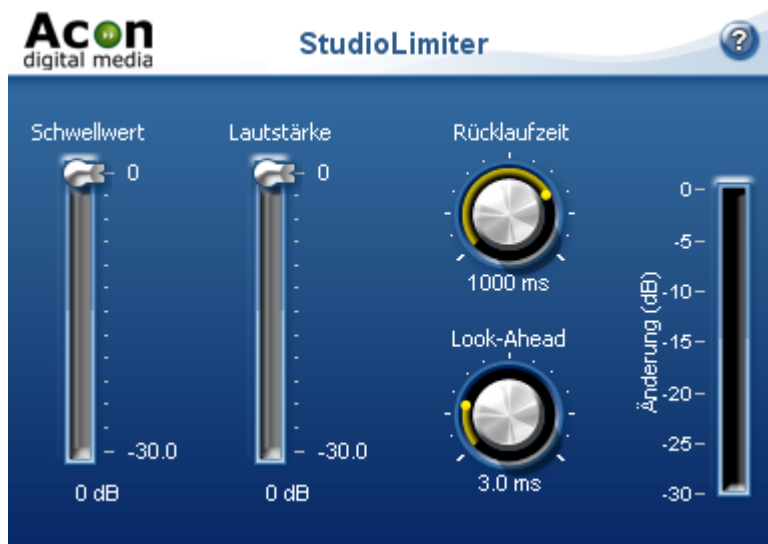 Acon
digital media
StudioLimiter
?
Schwellwert
0
-30.0
0 dB
Lautstärke
0
-30.0
0 dB
Rücklaufzeit
1000 ms
Look-Ahead
3.0 ms
Änderung (dB)
0
-5
-10
-15
-20
-25
-30